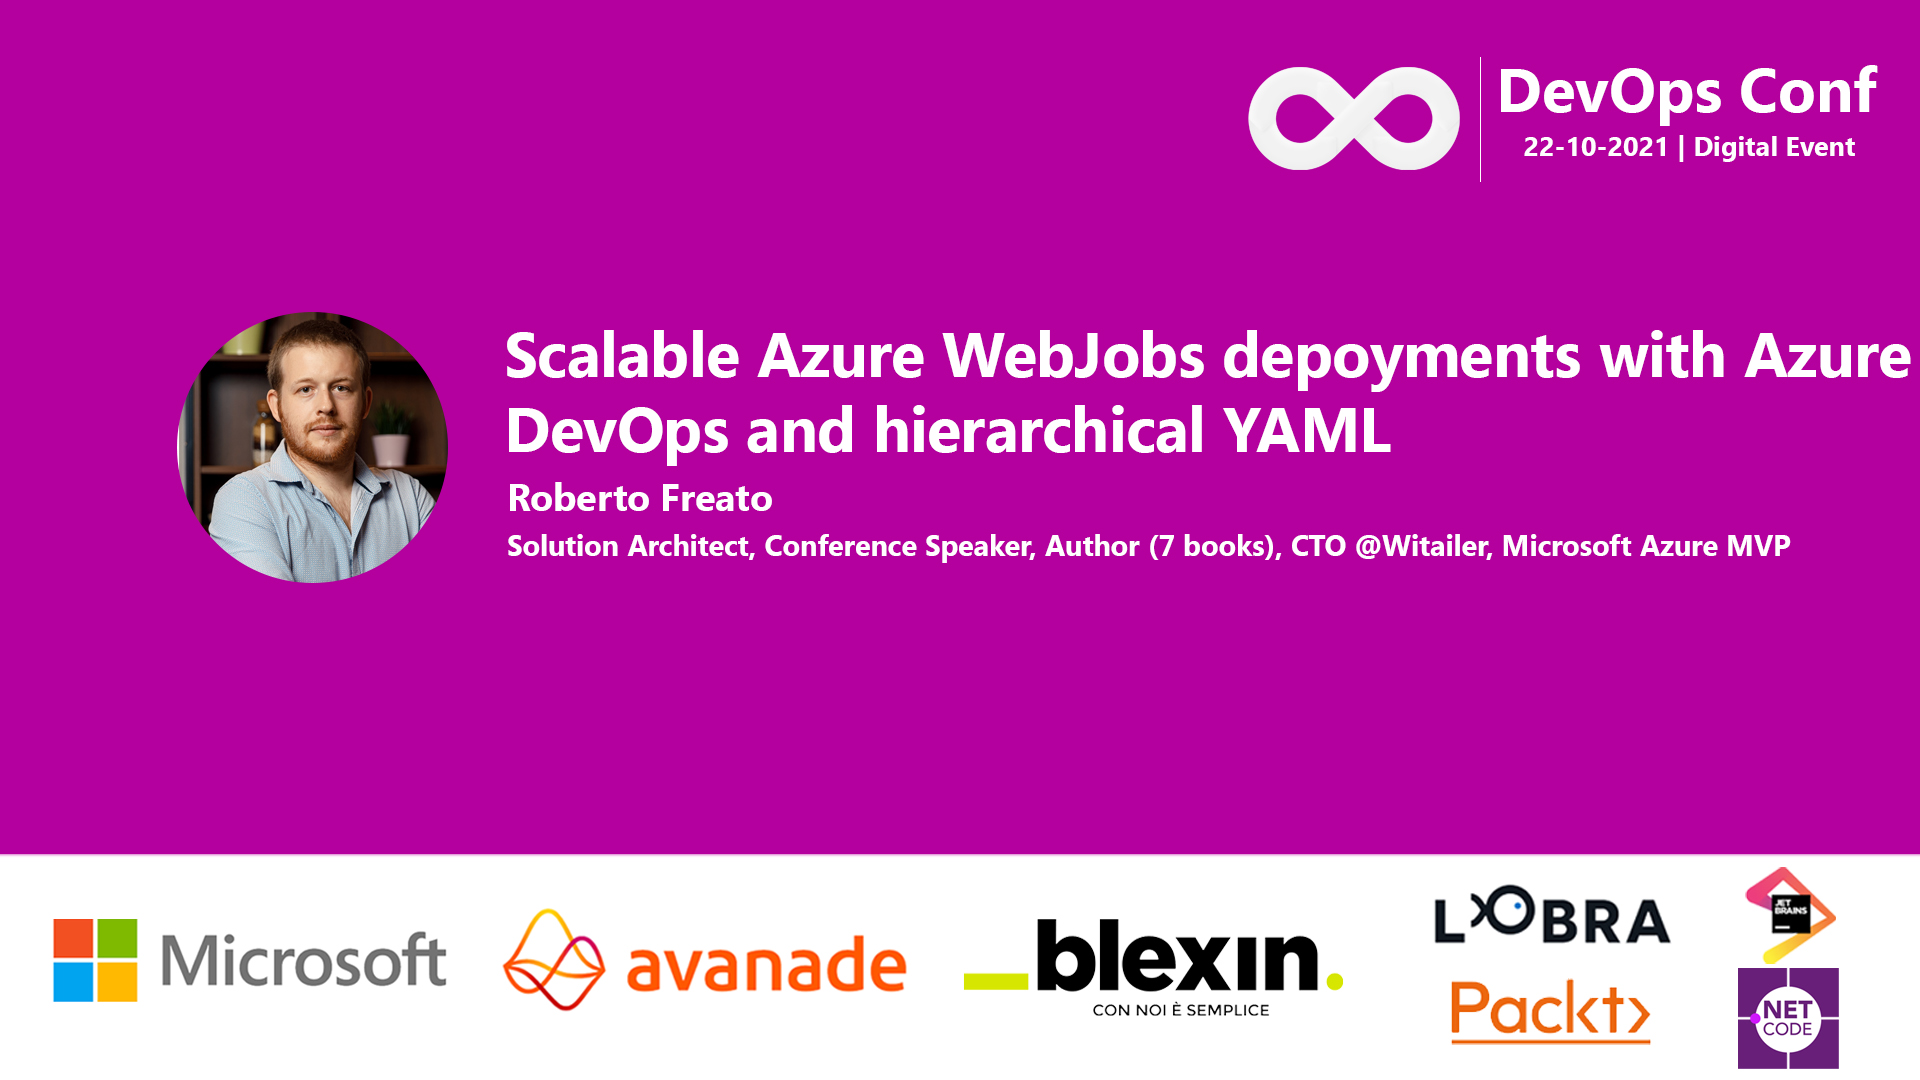 DevOps Conf
22-10-2021 | Digital Event
Scalable Azure WebJobs depoyments with Azure
DevOps and hierarchical YAML
Roberto Freato
Solution Architect, Conference Speaker, Author (7 books), CTO @Witailer, Microsoft Azure MVP
Microsoft
avanade
blexin.
CON NOI È SEMPLICE
LOBRA
JET
BRAINS
Packt>
NET
CODE